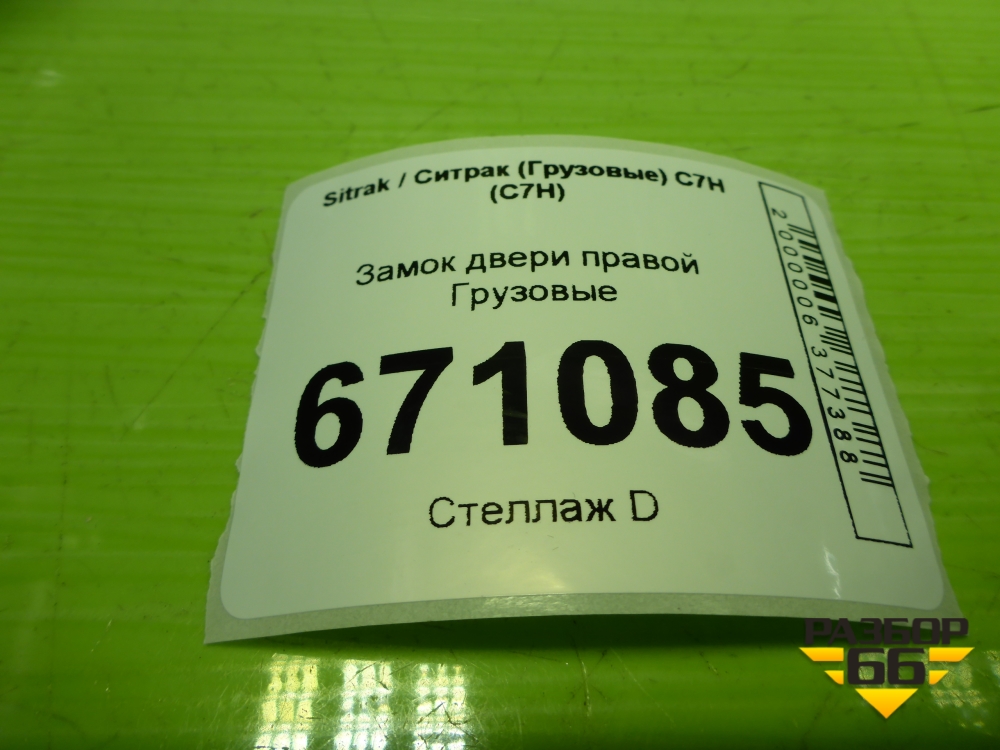 Sitrak / Ситрак (Грузовые) C7H
(C7H)
Замок двери правой
Грузовые
671085
Стеллаж D
2000006377388
РАЗБОР
66